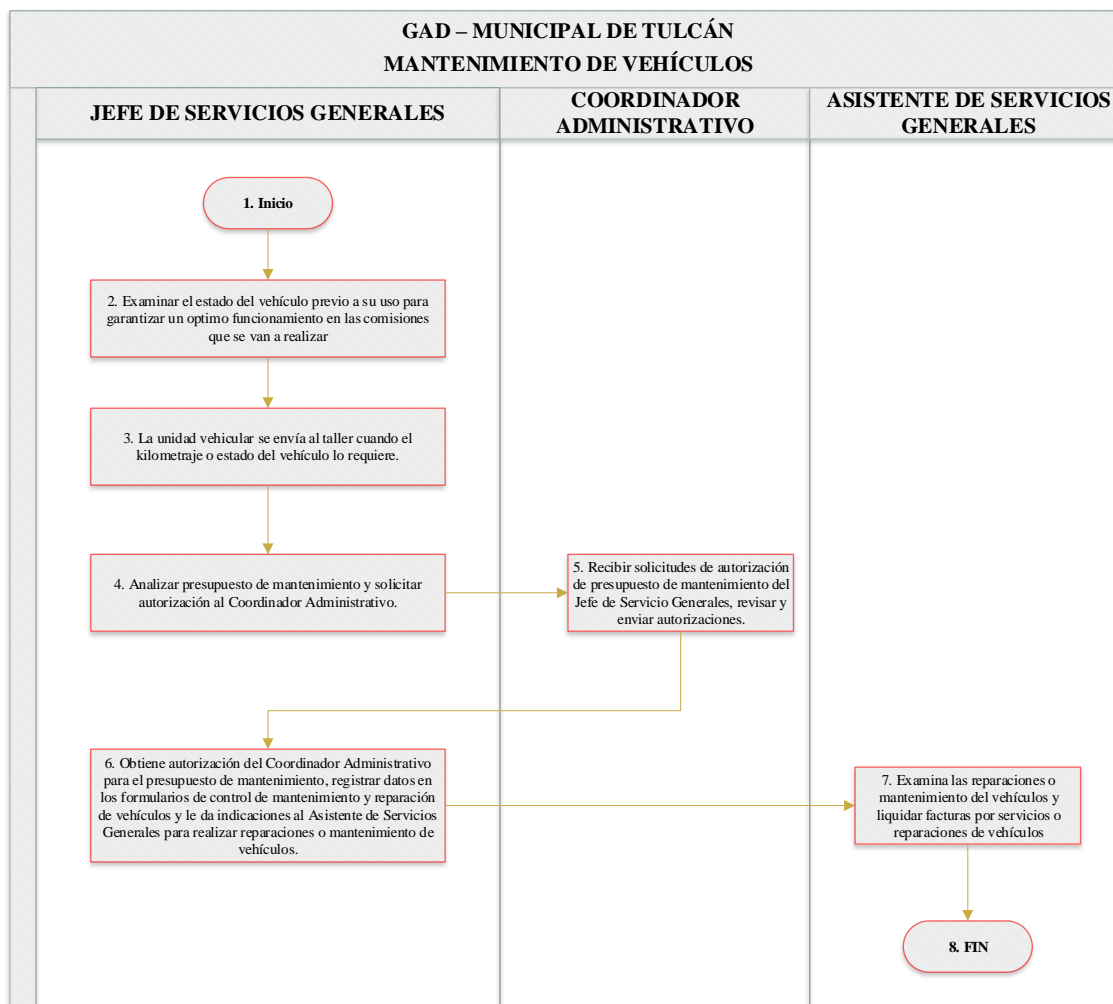 GAD – MUNICIPAL DE TULCÁN
MANTENIMIENTO DE VEHÍCULOS
JEFE DE SERVICIOS GENERALES
COORDINADOR
ADMINISTRATIVO
ASISTENTE DE SERVICIOS
GENERALES
1. Inicio
2. Examinar el estado del vehículo previo a su uso para
garantizar un optimo funcionamiento en las comisiones
que se van a realizar
3. La unidad vehicular se envía al taller cuando el
kilometraje o estado del vehículo lo requiere.
4. Analizar presupuesto de mantenimiento y solicitar
autorización al Coordinador Administrativo.
5. Recibir solicitudes de autorización
de presupuesto de mantenimiento del
Jefe de Servicio Generales, revisar y
enviar autorizaciones.
6. Obtiene autorización del Coordinador Administrativo
para el presupuesto de mantenimiento, registrar datos en
los formularios de control de mantenimiento y reparación
de vehículos y le da indicaciones al Asistente de Servicios
Generales para realizar reparaciones o mantenimiento de
vehículos.
7. Examina las reparaciones o
mantenimiento del vehículos y
liquidar facturas por servicios o
reparaciones de vehículos
8. FIN